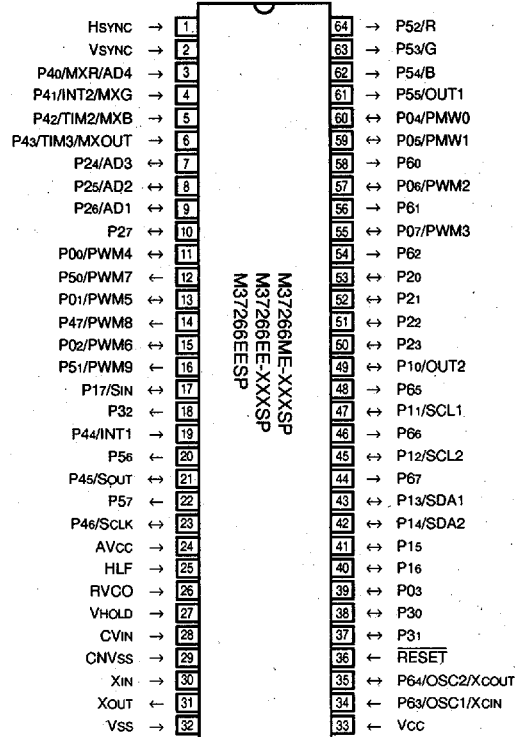 HSYNC → 1
VSYNC → 2
P40/MXR/AD4 → 3
P41/INT2/MXG → 4
P42/TIM2/MXB → 5
P43/TIM3/MXOUT → 6
P24/AD3 ↔ 7
P25/AD2 ↔ 8
P26/AD1 ↔ 9
P27 ↔ 10
P00/PWM4 ↔ 11
P50/PWM7 ← 12
P01/PWM5 ↔ 13
P47/PWM8 ← 14
P02/PWM6 ↔ 15
P51/PWM9 ← 16
P17/SIN ↔ 17
P32 ← 18
P44/INT1 → 19
P56 ← 20
P45/SOUT ↔ 21
P57 ← 22
P46/SCLK ↔ 23
AVCC → 24
HLF → 25
RVCO → 26
VHOLD → 27
CVIN → 28
CNVSS → 29
XIN → 30
XOUT ← 31
VSS → 32
M37266ME-XXXSP
M37266EE-XXXSP
M37266EESP
64 → P52/R
63 → P53/G
62 → P54/B
61 → P55/OUT1
60 ↔ P04/PMW0
59 ↔ P05/PMW1
58 → P60
57 ↔ P06/PWM2
56 → P61
55 ↔ P07/PWM3
54 → P62
53 ↔ P20
52 ↔ P21
51 ↔ P22
50 ↔ P23
49 ↔ P10/OUT2
48 → P65
47 ↔ P11/SCL1
46 → P66
45 ↔ P12/SCL2
44 → P67
43 ↔ P13/SDA1
42 ↔ P14/SDA2
41 ↔ P15
40 ↔ P16
39 ↔ P03
38 ↔ P30
37 ↔ P31
36 ← RESET
35 ↔ P64/OSC2/XCOUT
34 ← P63/OSC1/XCIN
33 ← VCC